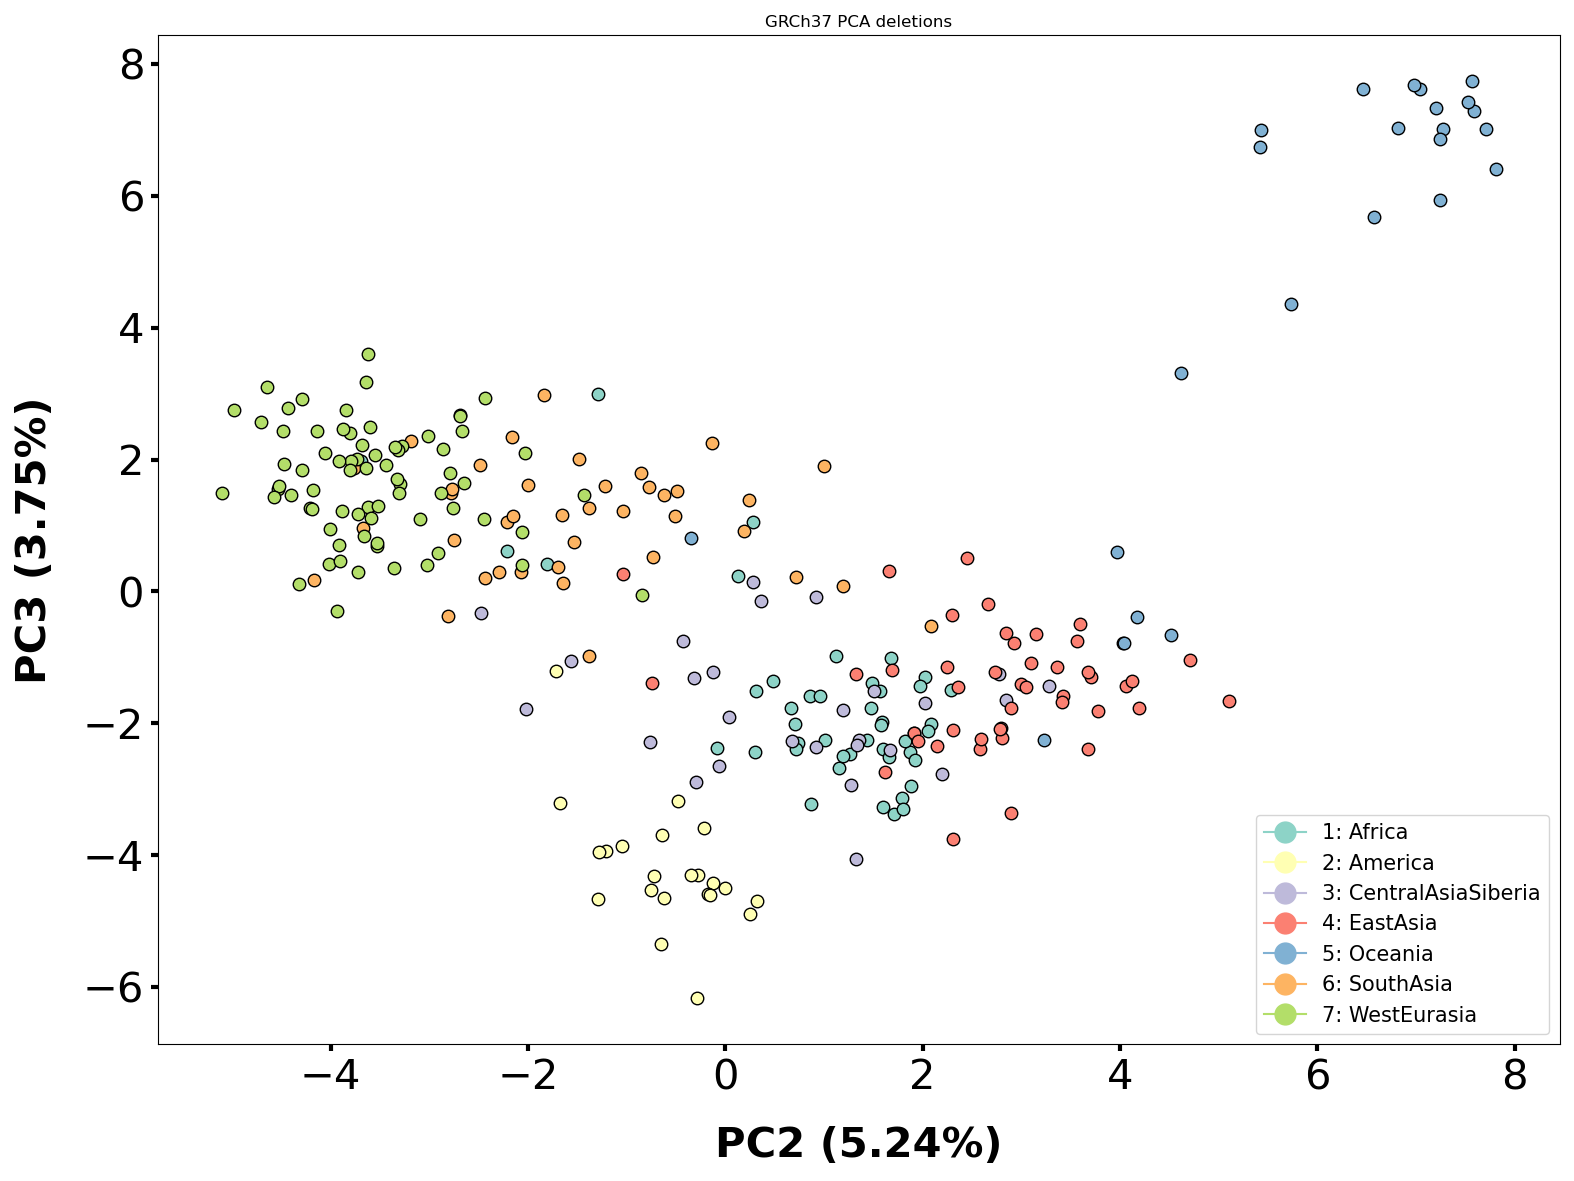 GRCh37 PCA deletions
8
6
4
2
0
−2
−4
−6
PC3 (3.75%)
−4
−2
0
2
4
6
8
PC2 (5.24%)
1: Africa
2: America
3: CentralAsiaSiberia
4: EastAsia
5: Oceania
6: SouthAsia
7: WestEurasia